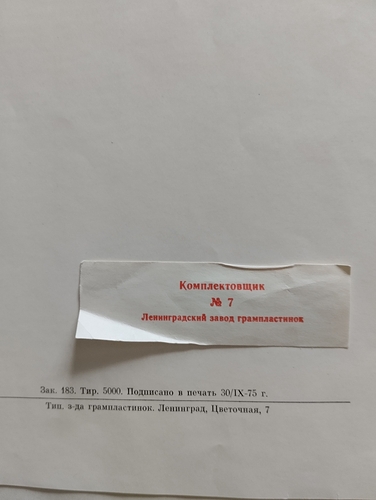 Комплектовщик
№ 7
Ленинградский завод грампластинок
Зак. 183. Тир. 5000. Подписано в печать 30/IX-75 г.
Тип. з-да грампластинок. Ленинград, Цветочная, 7